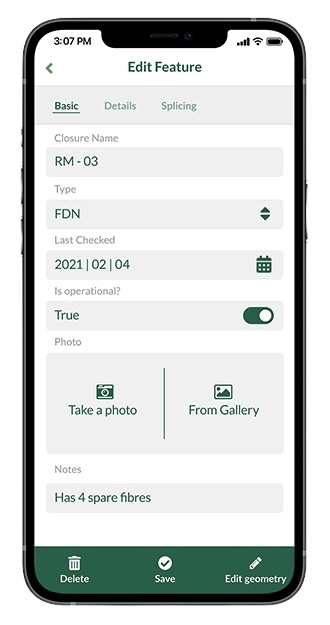 3:07 PM
Edit Feature
Basic Details Splicing
Closure Name
RM - 03
Type
FDN
Last Checked
2021 | 02 | 04
Is operational?
True
Photo
Take a photo From Gallery
Notes
Has 4 spare fibres
Delete Save Edit geometry